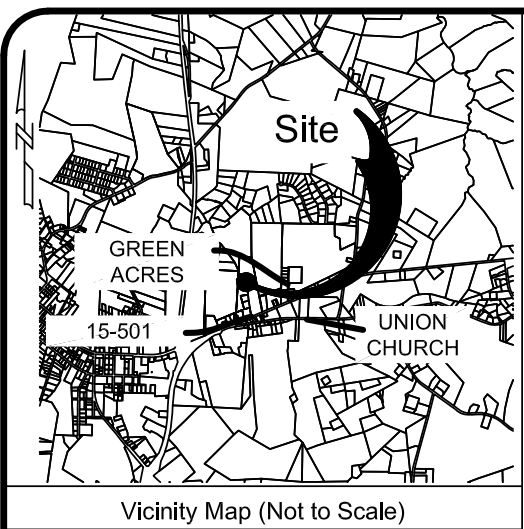 Site
GREEN
ACRES
15-501
UNION
CHURCH
Vicinity Map (Not to Scale)